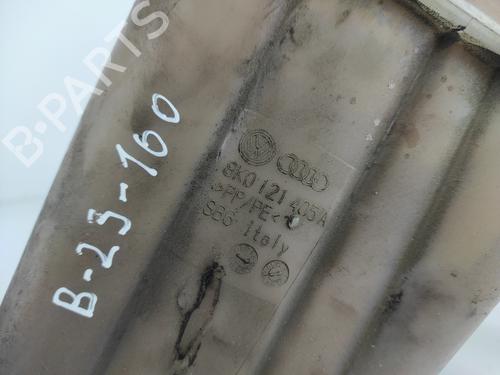 B-PARTS
B-23-160
8K0 121 405A
>PP/PE<
S86 Italy